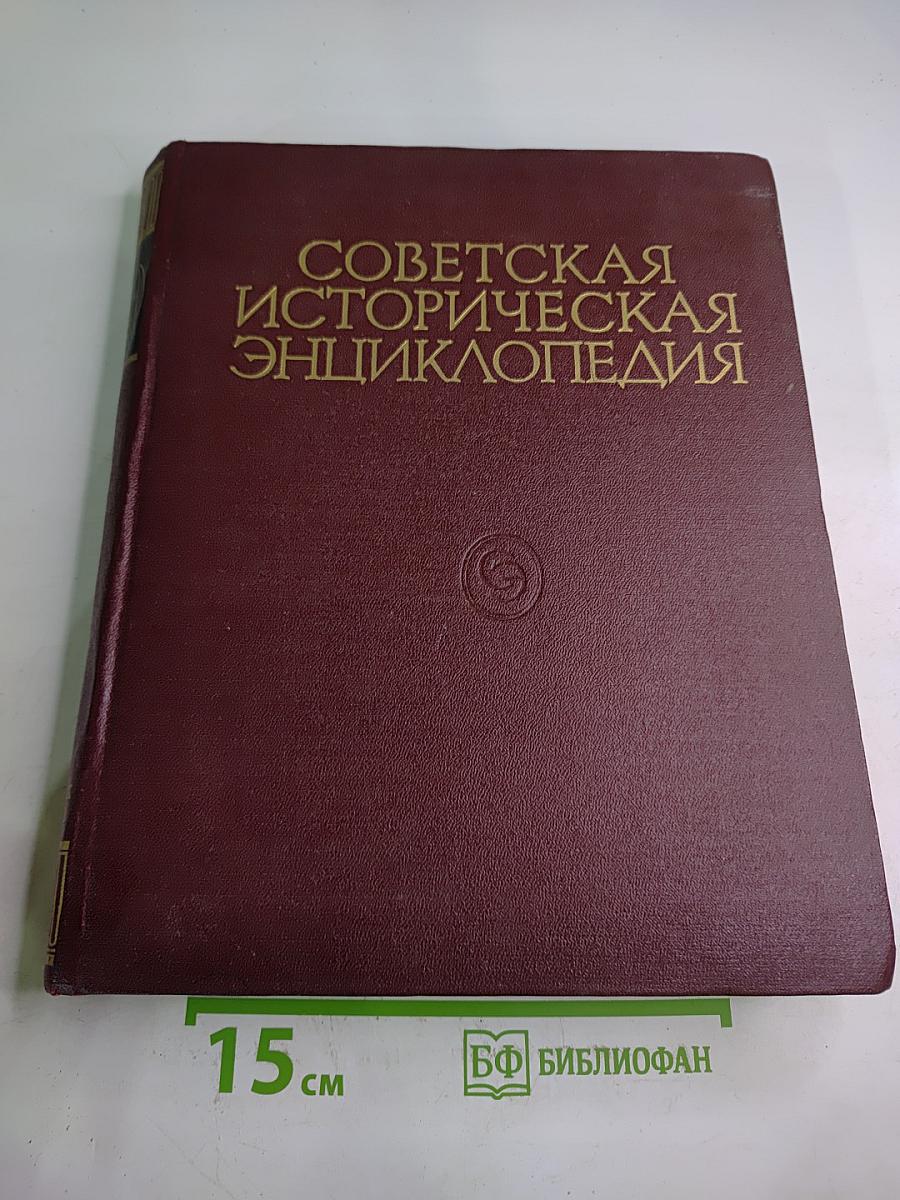 СОВЕТСКАЯ
ИСТОРИЧЕСКАЯ
ЭНЦИКЛОПЕДИЯ
15 см
БФ БИБЛИОФАН